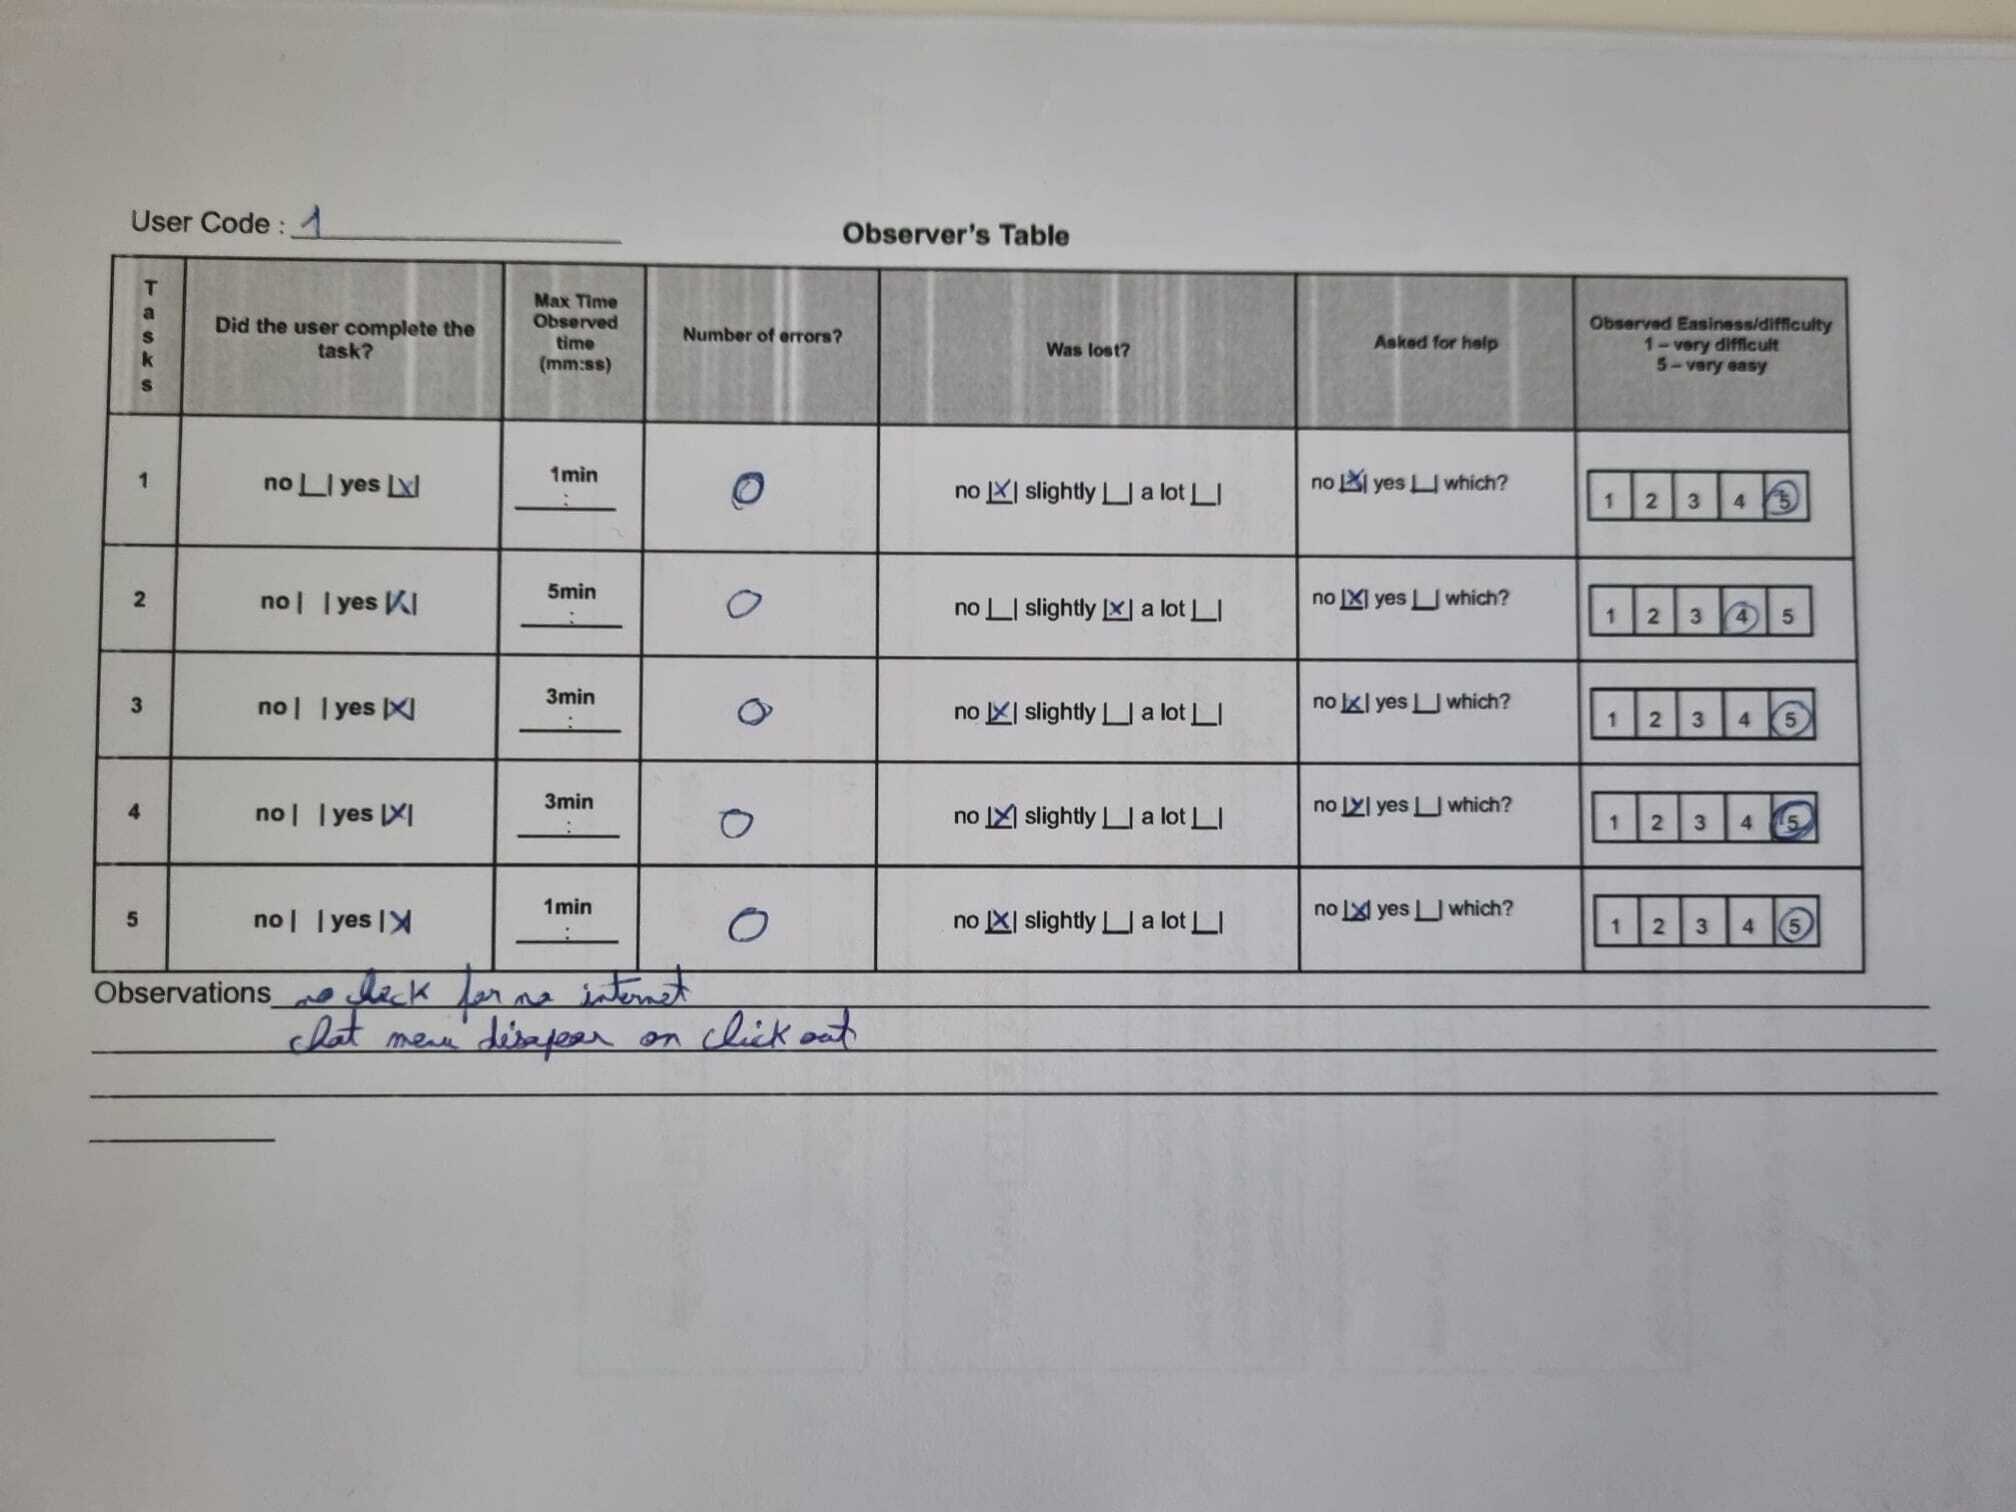 User Code : 1
Observer's Table
Tasks
Did the user complete the task?
Max Time Observed time (mm:ss)
Number of errors?
Was lost?
Asked for help
Observed Easiness/difficulty
1 – very difficult
5 – very easy
1 no |_| yes |x| 1min : 0 no |x| slightly |_| a lot |_| no |x| yes |_| which? 1 2 3 4 5
2 no | | yes |x| 5min : 0 no |_| slightly |x| a lot |_| no |x| yes |_| which? 1 2 3 4 5
3 no | | yes |x| 3min : 0 no |x| slightly |_| a lot |_| no |x| yes |_| which? 1 2 3 4 5
4 no | | yes |x| 3min : 0 no |x| slightly |_| a lot |_| no |x| yes |_| which? 1 2 3 4 5
5 no | | yes |x| 1min : 0 no |x| slightly |_| a lot |_| no |x| yes |_| which? 1 2 3 4 5
Observations no check for no internet
chat menu disapear on click out